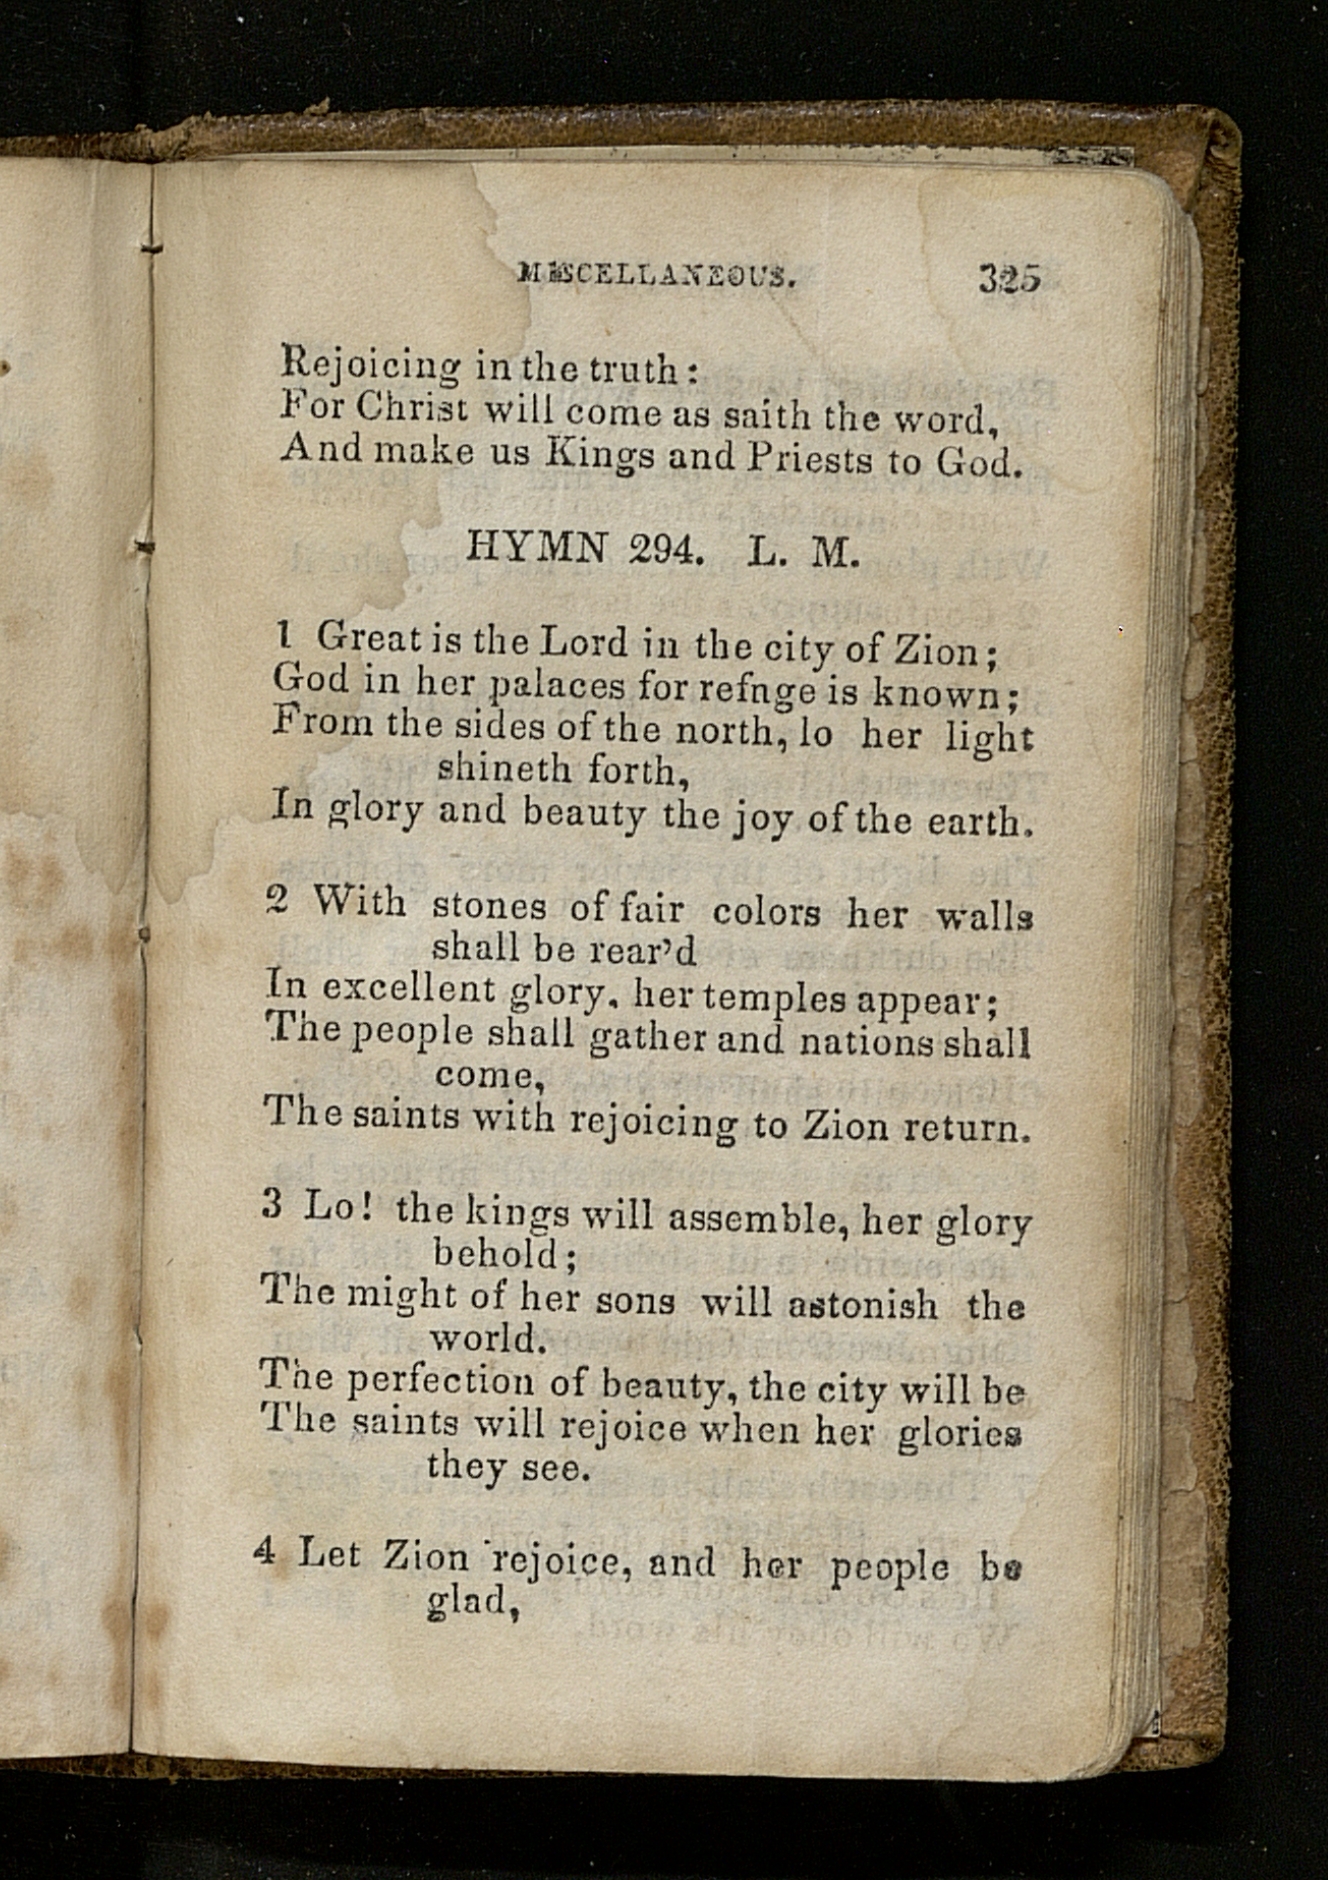 MISCELLANEOUS. 325
Rejoicing in the truth:
For Christ will come as saith the word,
And make us Kings and Priests to God.
HYMN 294. L. M.
1 Great is the Lord in the city of Zion;
God in her palaces for refnge is known;
From the sides of the north, lo her light
shineth forth,
In glory and beauty the joy of the earth.
2 With stones of fair colors her walls
shall be rear'd
In excellent glory, her temples appear;
The people shall gather and nations shall
come,
The saints with rejoicing to Zion return.
3 Lo! the kings will assemble, her glory
behold;
The might of her sons will astonish the
world.
The perfection of beauty, the city will be
The saints will rejoice when her glories
they see.
4 Let Zion rejoice, and her people be
glad,